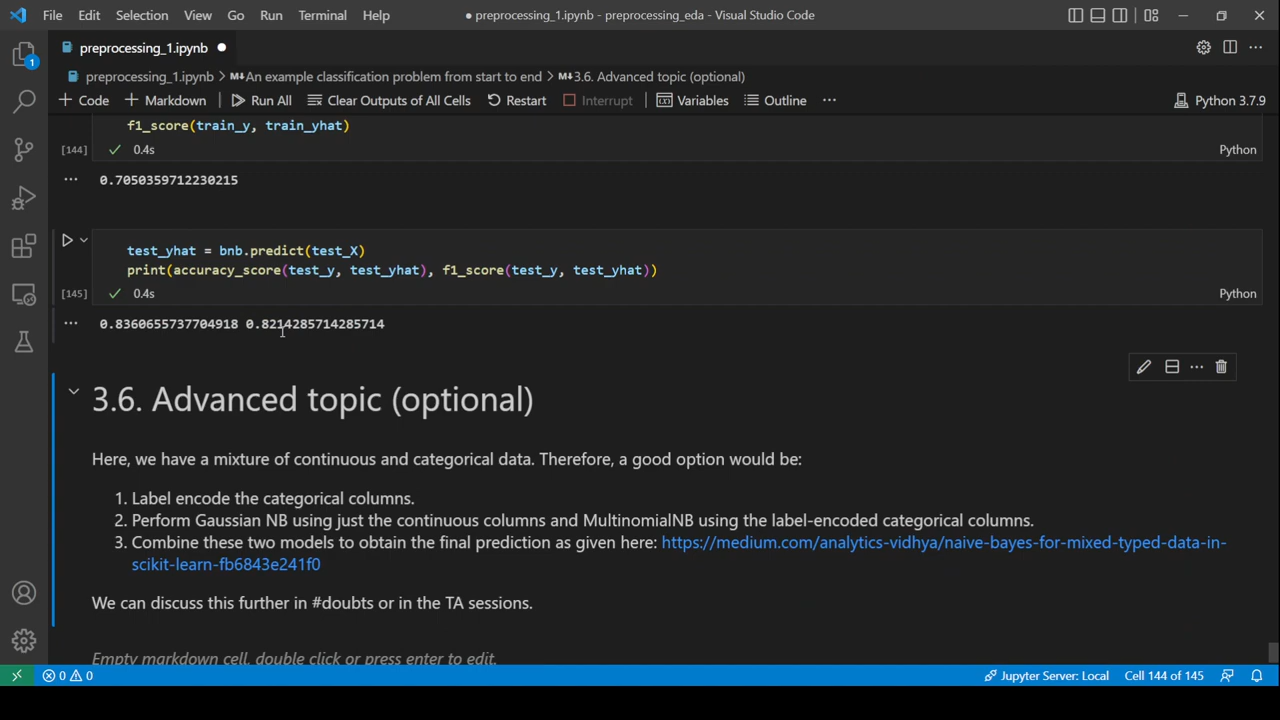 File Edit Selection View Go Run Terminal Help
● preprocessing_1.ipynb - preprocessing_eda - Visual Studio Code
preprocessing_1.ipynb ●
preprocessing_1.ipynb > M↓An example classification problem from start to end > M↓3.6. Advanced topic (optional)
+ Code + Markdown Run All Clear Outputs of All Cells Restart Interrupt Variables Outline ··· Python 3.7.9
1
f1_score(train_y, train_yhat)
[144] ✓ 0.4s Python
··· 0.7050359712230215
test_yhat = bnb.predict(test_X)
print(accuracy_score(test_y, test_yhat), f1_score(test_y, test_yhat))
[145] ✓ 0.4s Python
··· 0.8360655737704918 0.8214285714285714
3.6. Advanced topic (optional)
Here, we have a mixture of continuous and categorical data. Therefore, a good option would be:
1. Label encode the categorical columns.
2. Perform Gaussian NB using just the continuous columns and MultinomialNB using the label-encoded categorical columns.
3. Combine these two models to obtain the final prediction as given here: https://medium.com/analytics-vidhya/naive-bayes-for-mixed-typed-data-in-
scikit-learn-fb6843e241f0
We can discuss this further in #doubts or in the TA sessions.
Empty markdown cell, double click or press enter to edit.
0 0 Jupyter Server: Local Cell 144 of 145